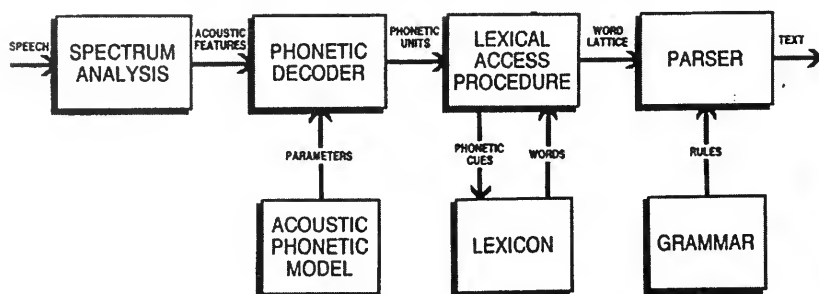 SPEECH
SPECTRUM
ANALYSIS
ACOUSTIC
FEATURES
PHONETIC
DECODER
PHONETIC
UNITS
LEXICAL
ACCESS
PROCEDURE
WORD
LATTICE
PARSER
TEXT
PARAMETERS
PHONETIC
CUES
WORDS
RULES
ACOUSTIC
PHONETIC
MODEL
LEXICON
GRAMMAR